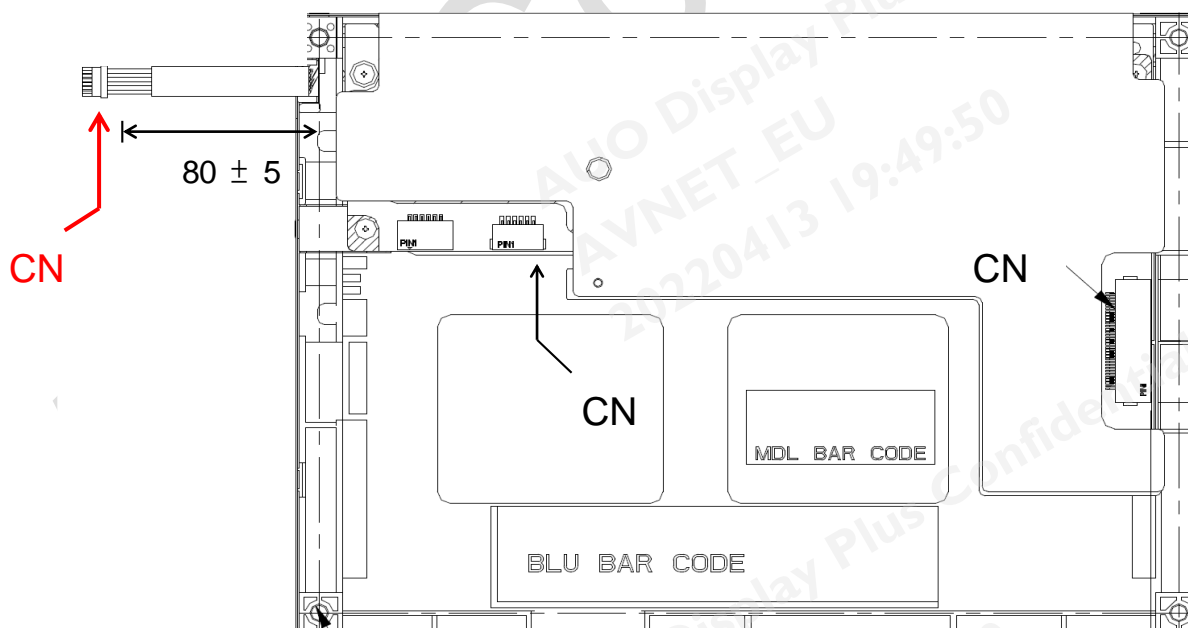 AUO Display Plus
AVNET_EU
20220413 19:49:50
80 ± 5
CN
PIN1
PIN1
CN
CN
PIN1
MDL BAR CODE
BLU BAR CODE
Display Plus Confidential